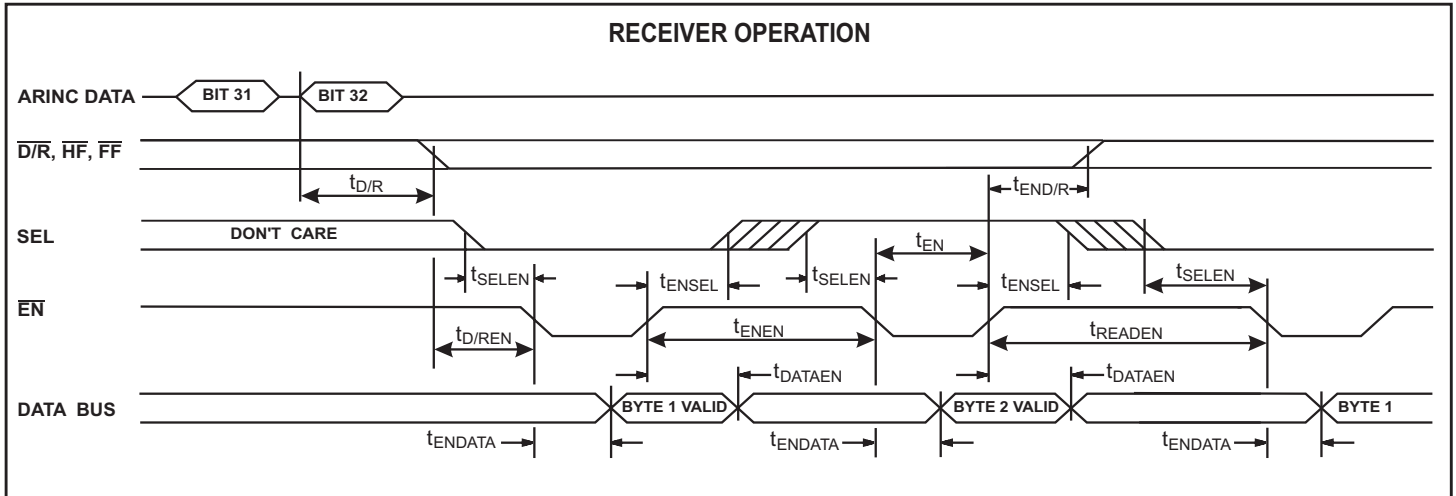 RECEIVER OPERATION
ARINC DATA BIT 31 BIT 32
D/R, HF, FF
tD/R tEND/R
SEL DON'T CARE
tEN
tSELEN tENSEL tSELEN tENSEL tSELEN
EN
tD/REN tENEN tREADEN
tDATAEN tDATAEN
DATA BUS BYTE 1 VALID BYTE 2 VALID BYTE 1
tENDATA tENDATA tENDATA